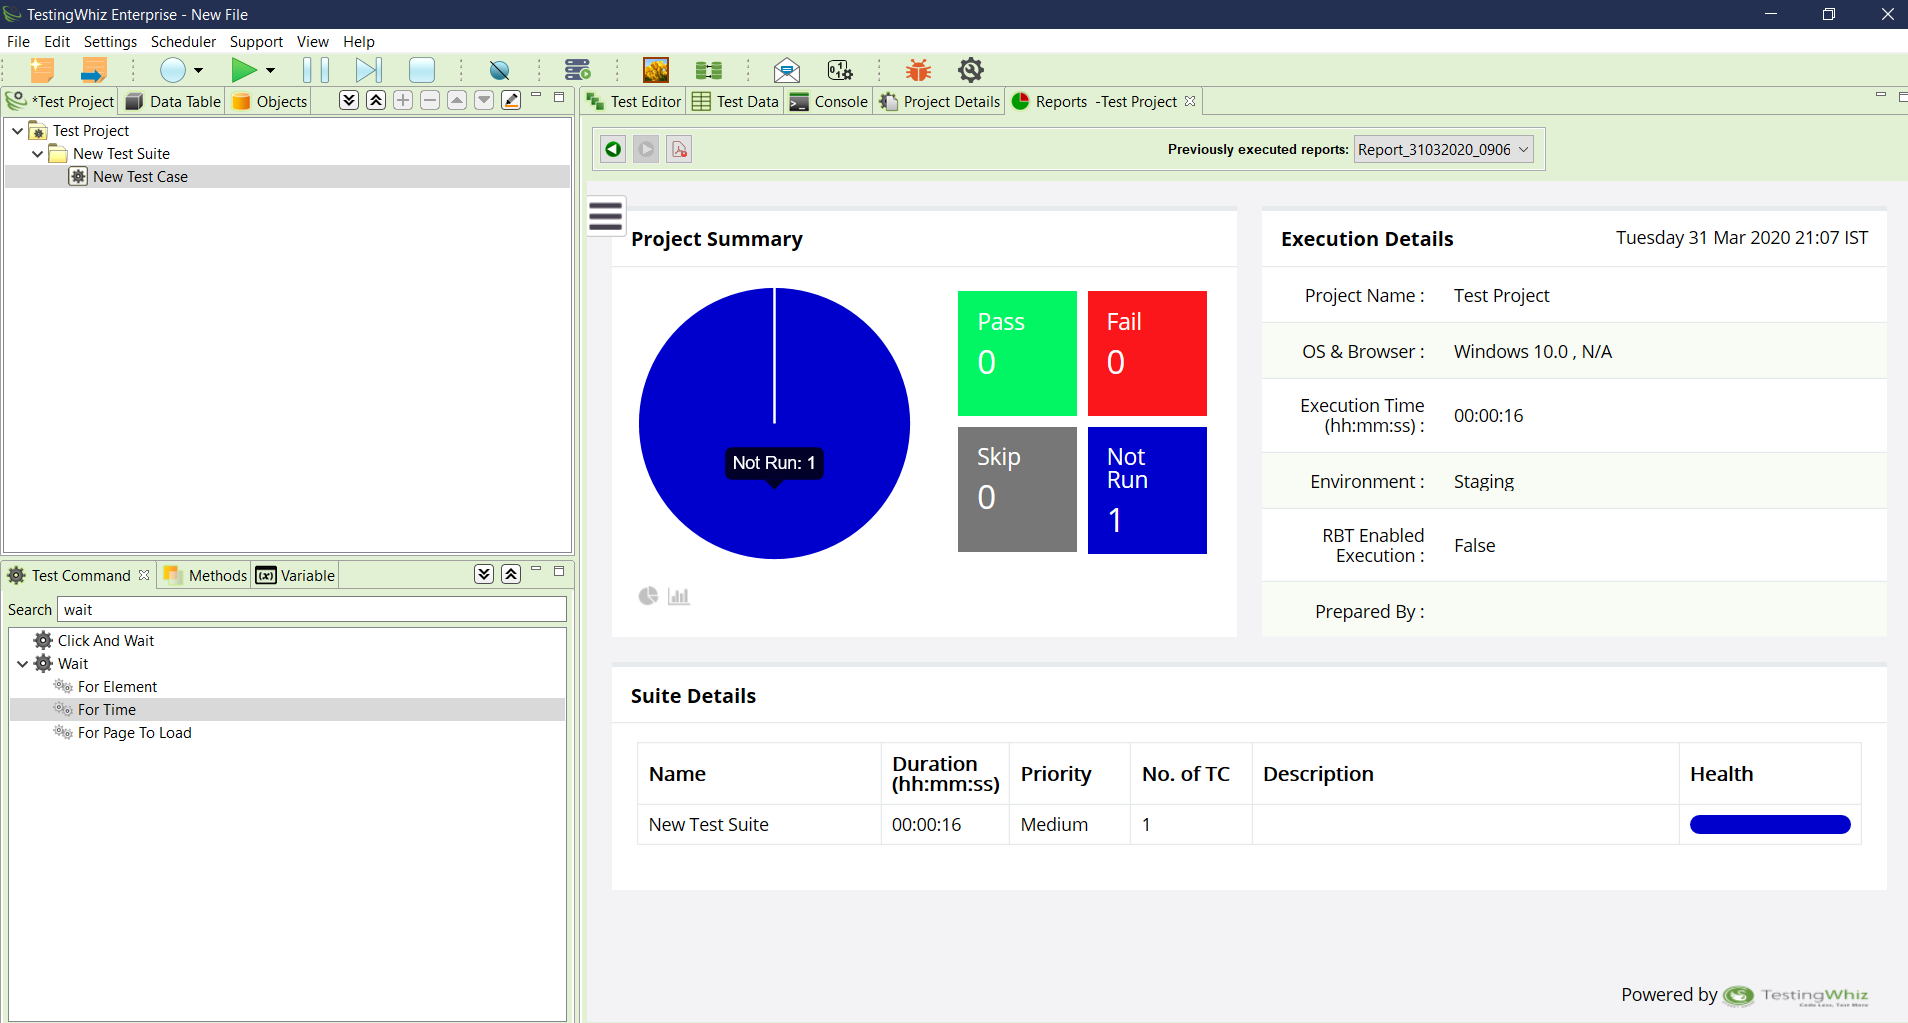 TestingWhiz Enterprise - New File
File Edit Settings Scheduler Support View Help
*Test Project Data Table Objects
Test Project
New Test Suite
New Test Case
Test Command Methods (x) Variable
Search wait
Click And Wait
Wait
For Element
For Time
For Page To Load
Test Editor Test Data Console Project Details Reports -Test Project
Previously executed reports: Report_31032020_0906
Project Summary
Not Run: 1
Pass
0
Fail
0
Skip
0
Not
Run
1
Execution Details Tuesday 31 Mar 2020 21:07 IST
Project Name : Test Project
OS & Browser : Windows 10.0 , N/A
Execution Time
(hh:mm:ss) : 00:00:16
Environment : Staging
RBT Enabled
Execution : False
Prepared By :
Suite Details
Name Duration (hh:mm:ss) Priority No. of TC Description Health
New Test Suite 00:00:16 Medium 1
Powered by TestingWhiz
Code Less, Test More